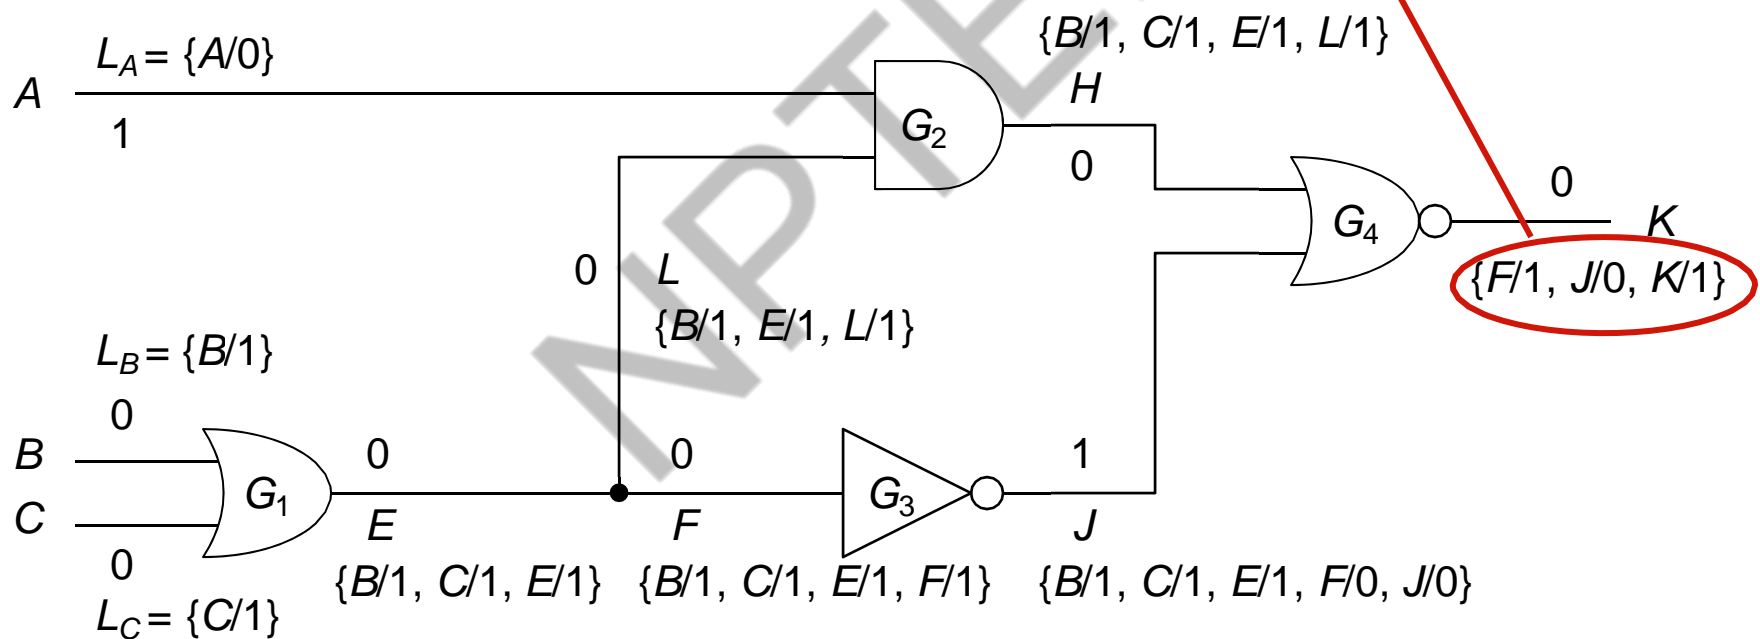 {B/1, C/1, E/1, L/1}
L_A = {A/0}
A
1
G2
H
0
0
K
G4
{F/1, J/0, K/1}
0
L
{B/1, E/1, L/1}
L_B = {B/1}
0
B
G1
0
E
0
F
G3
1
J
C
0
{B/1, C/1, E/1}
{B/1, C/1, E/1, F/1}
{B/1, C/1, E/1, F/0, J/0}
L_C = {C/1}
NPTE